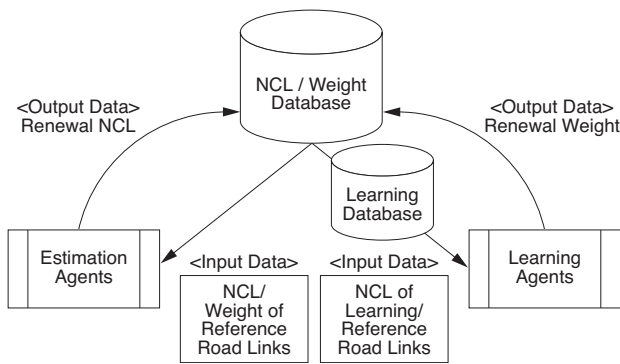 NCL / Weight
Database
<Output Data>
Renewal NCL
<Output Data>
Renewal Weight
Learning
Database
Estimation
Agents
<Input Data>
NCL/
Weight of
Reference
Road Links
<Input Data>
NCL of
Learning/
Reference
Road Links
Learning
Agents